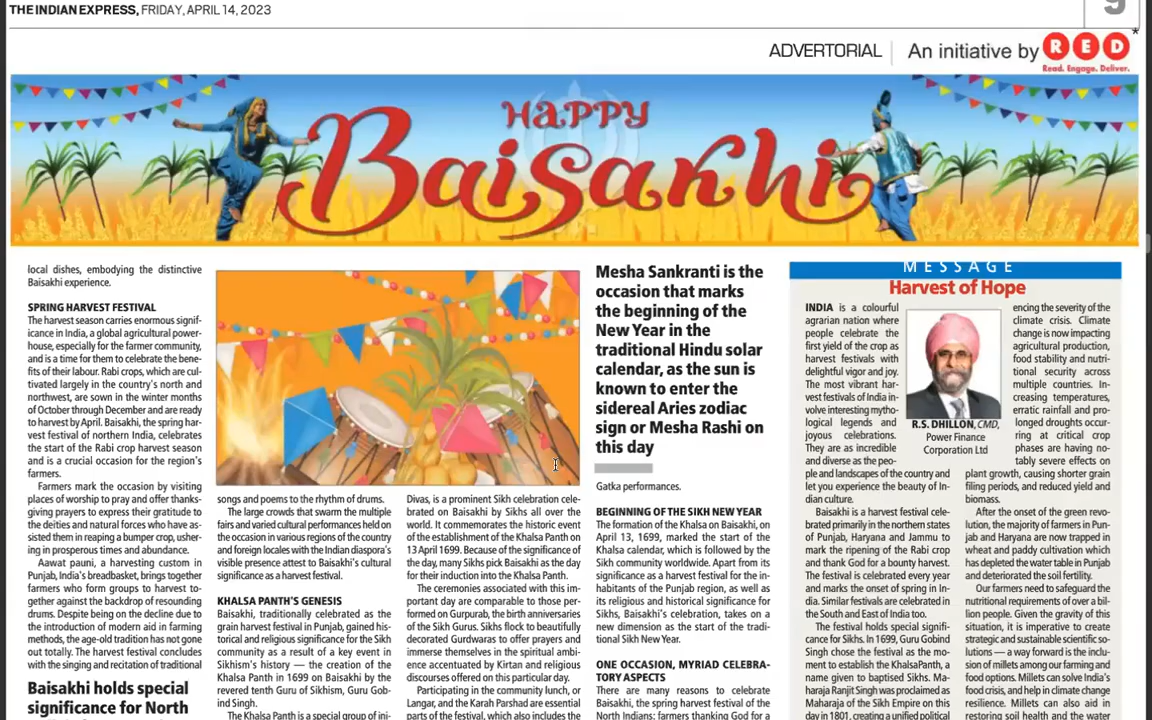 THE INDIAN EXPRESS, FRIDAY, APRIL 14, 2023
9
ADVERTORIAL
An initiative by RED*
Read. Engage. Deliver.
HAPPY
Baisakhi
local dishes, embodying the distinctive
Baisakhi experience.
SPRING HARVEST FESTIVAL
The harvest season carries enormous signif-
icance in India, a global agricultural power-
house, especially for the farmer community,
and is a time for them to celebrate the bene-
fits of their labour. Rabi crops, which are cul-
tivated largely in the country's north and
northwest, are sown in the winter months
of October through December and are ready
to harvest by April. Baisakhi, the spring har-
vest festival of northern India, celebrates
the start of the Rabi crop harvest season
and is a crucial occasion for the region's
farmers.
Farmers mark the occasion by visiting
places of worship to pray and offer thanks-
giving prayers to express their gratitude to
the deities and natural forces who have as-
sisted them in reaping a bumper crop, usher-
ing in prosperous times and abundance.
Aawat pauni, a harvesting custom in
Punjab, India's breadbasket, brings together
farmers who form groups to harvest to-
gether against the backdrop of resounding
drums. Despite being on the decline due to
the introduction of modern aid in farming
methods, the age-old tradition has not gone
out totally. The harvest festival concludes
with the singing and recitation of traditional
Baisakhi holds special
significance for North
songs and poems to the rhythm of drums.
The large crowds that swarm the multiple
fairs and varied cultural performances held on
the occasion in various regions of the country
and foreign locales with the Indian diaspora's
visible presence attest to Baisakhi's cultural
significance as a harvest festival.
KHALSA PANTH'S GENESIS
Baisakhi, traditionally celebrated as the
grain harvest festival in Punjab, gained his-
torical and religious significance for the Sikh
community as a result of a key event in
Sikhism's history — the creation of the
Khalsa Panth in 1699 on Baisakhi by the
revered tenth Guru of Sikhism, Guru Gob-
ind Singh.
The Khalsa Panth is a special group of ini-
Divas, is a prominent Sikh celebration cele-
brated on Baisakhi by Sikhs all over the
world. It commemorates the historic event
of the establishment of the Khalsa Panth on
13 April 1699. Because of the significance of
the day, many Sikhs pick Baisakhi as the day
for their induction into the Khalsa Panth.
The ceremonies associated with this im-
portant day are comparable to those per-
formed on Gurpurab, the birth anniversaries
of the Sikh Gurus. Sikhs flock to beautifully
decorated Gurdwaras to offer prayers and
immerse themselves in the spiritual ambi-
ence accentuated by Kirtan and religious
discourses offered on this particular day.
Participating in the community lunch, or
Langar, and the Karah Parshad are essential
parts of the festival, which also includes the
Mesha Sankranti is the
occasion that marks
the beginning of the
New Year in the
traditional Hindu solar
calendar, as the sun is
known to enter the
sidereal Aries zodiac
sign or Mesha Rashi on
this day
Gatka performances.
BEGINNING OF THE SIKH NEW YEAR
The formation of the Khalsa on Baisakhi, on
April 13, 1699, marked the start of the
Khalsa calendar, which is followed by the
Sikh community worldwide. Apart from its
significance as a harvest festival for the in-
habitants of the Punjab region, as well as
its religious and historical significance for
Sikhs, Baisakhi's celebration, takes on a
new dimension as the start of the tradi-
tional Sikh New Year.
ONE OCCASION, MYRIAD CELEBRA-
TORY ASPECTS
There are many reasons to celebrate
Baisakhi, the spring harvest festival of the
North Indians: farmers thanking God for a
MESSAGE
Harvest of Hope
INDIA is a colourful
agrarian nation where
people celebrate the
first yield of the crop as
harvest festivals with
delightful vigor and joy.
The most vibrant har-
vest festivals of India in-
volve interesting mytho-
logical legends and
joyous celebrations.
They are as incredible
and diverse as the peo-
ple and landscapes of the country and
let you experience the beauty of In-
dian culture.
Baisakhi is a harvest festival cele-
brated primarily in the northern states
of Punjab, Haryana and Jammu to
mark the ripening of the Rabi crop
and thank God for a bounty harvest.
The festival is celebrated every year
and marks the onset of spring in In-
dia. Similar festivals are celebrated in
the South and East of India too.
The festival holds special signifi-
cance for Sikhs. In 1699, Guru Gobind
Singh chose the festival as the mo-
ment to establish the KhalsaPanth, a
name given to baptised Sikhs. Ma-
haraja Ranjit Singh was proclaimed as
Maharaja of the Sikh Empire on this
day in 1801, creating a unified political
R.S. DHILLON, CMD,
Power Finance
Corporation Ltd
encing the severity of the
climate crisis. Climate
change is now impacting
agricultural production,
food stability and nutri-
tional security across
multiple countries. In-
creasing temperatures,
erratic rainfall and pro-
longed droughts occur-
ring at critical crop
phases are having no-
tably severe effects on
plant growth, causing shorter grain
filing periods, and reduced yield and
biomass.
After the onset of the green revo-
lution, the majority of farmers in Pun-
jab and Haryana are now trapped in
wheat and paddy cultivation which
has depleted the water table in Punjab
and deteriorated the soil fertility.
Our farmers need to safeguard the
nutritional requirements of over a bil-
lion people. Given the gravity of this
situation, it is imperative to create
strategic and sustainable scientific so-
lutions — a way forward is the inclu-
sion of millets among our farming and
food options. Millets can solve India's
food crisis, and help in climate change
resilience. Millets can also aid in
restoring soil health and reducing